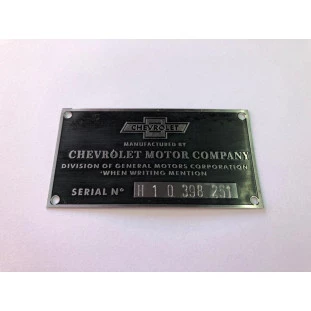 CHEVROLET
MANUFACTURED BY
CHEVROLET MOTOR COMPANY
DIVISION OF GENERAL MOTORS CORPORATION
"WHEN WRITING MENTION
SERIAL Nº H 1 0 398 261